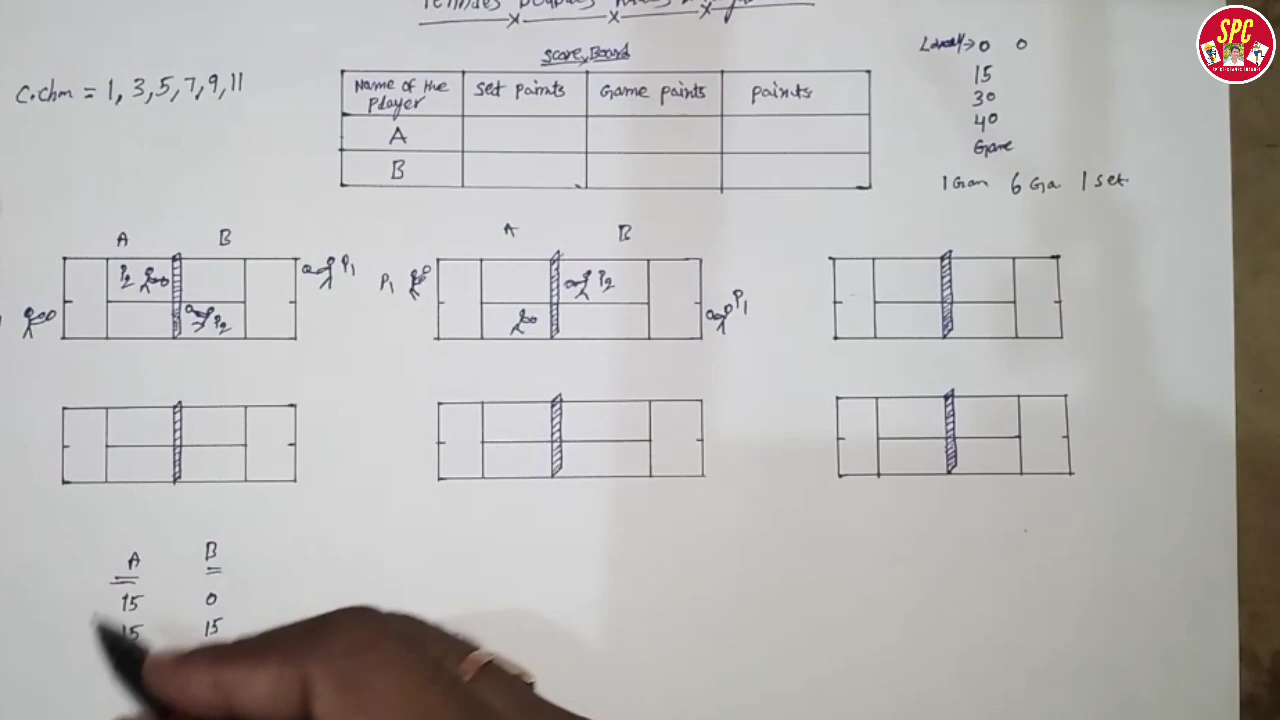 Score Board
C.chm = 1, 3, 5, 7, 9, 11
Name of the player
Set points
Game points
points
A
B
Love → 0 0
15
30
40
Game
1 Gam 6 Ga 1 set.
A B
P2
P1
P2
A B
P1
P2
P1
A B
15 0
15 15
SPC